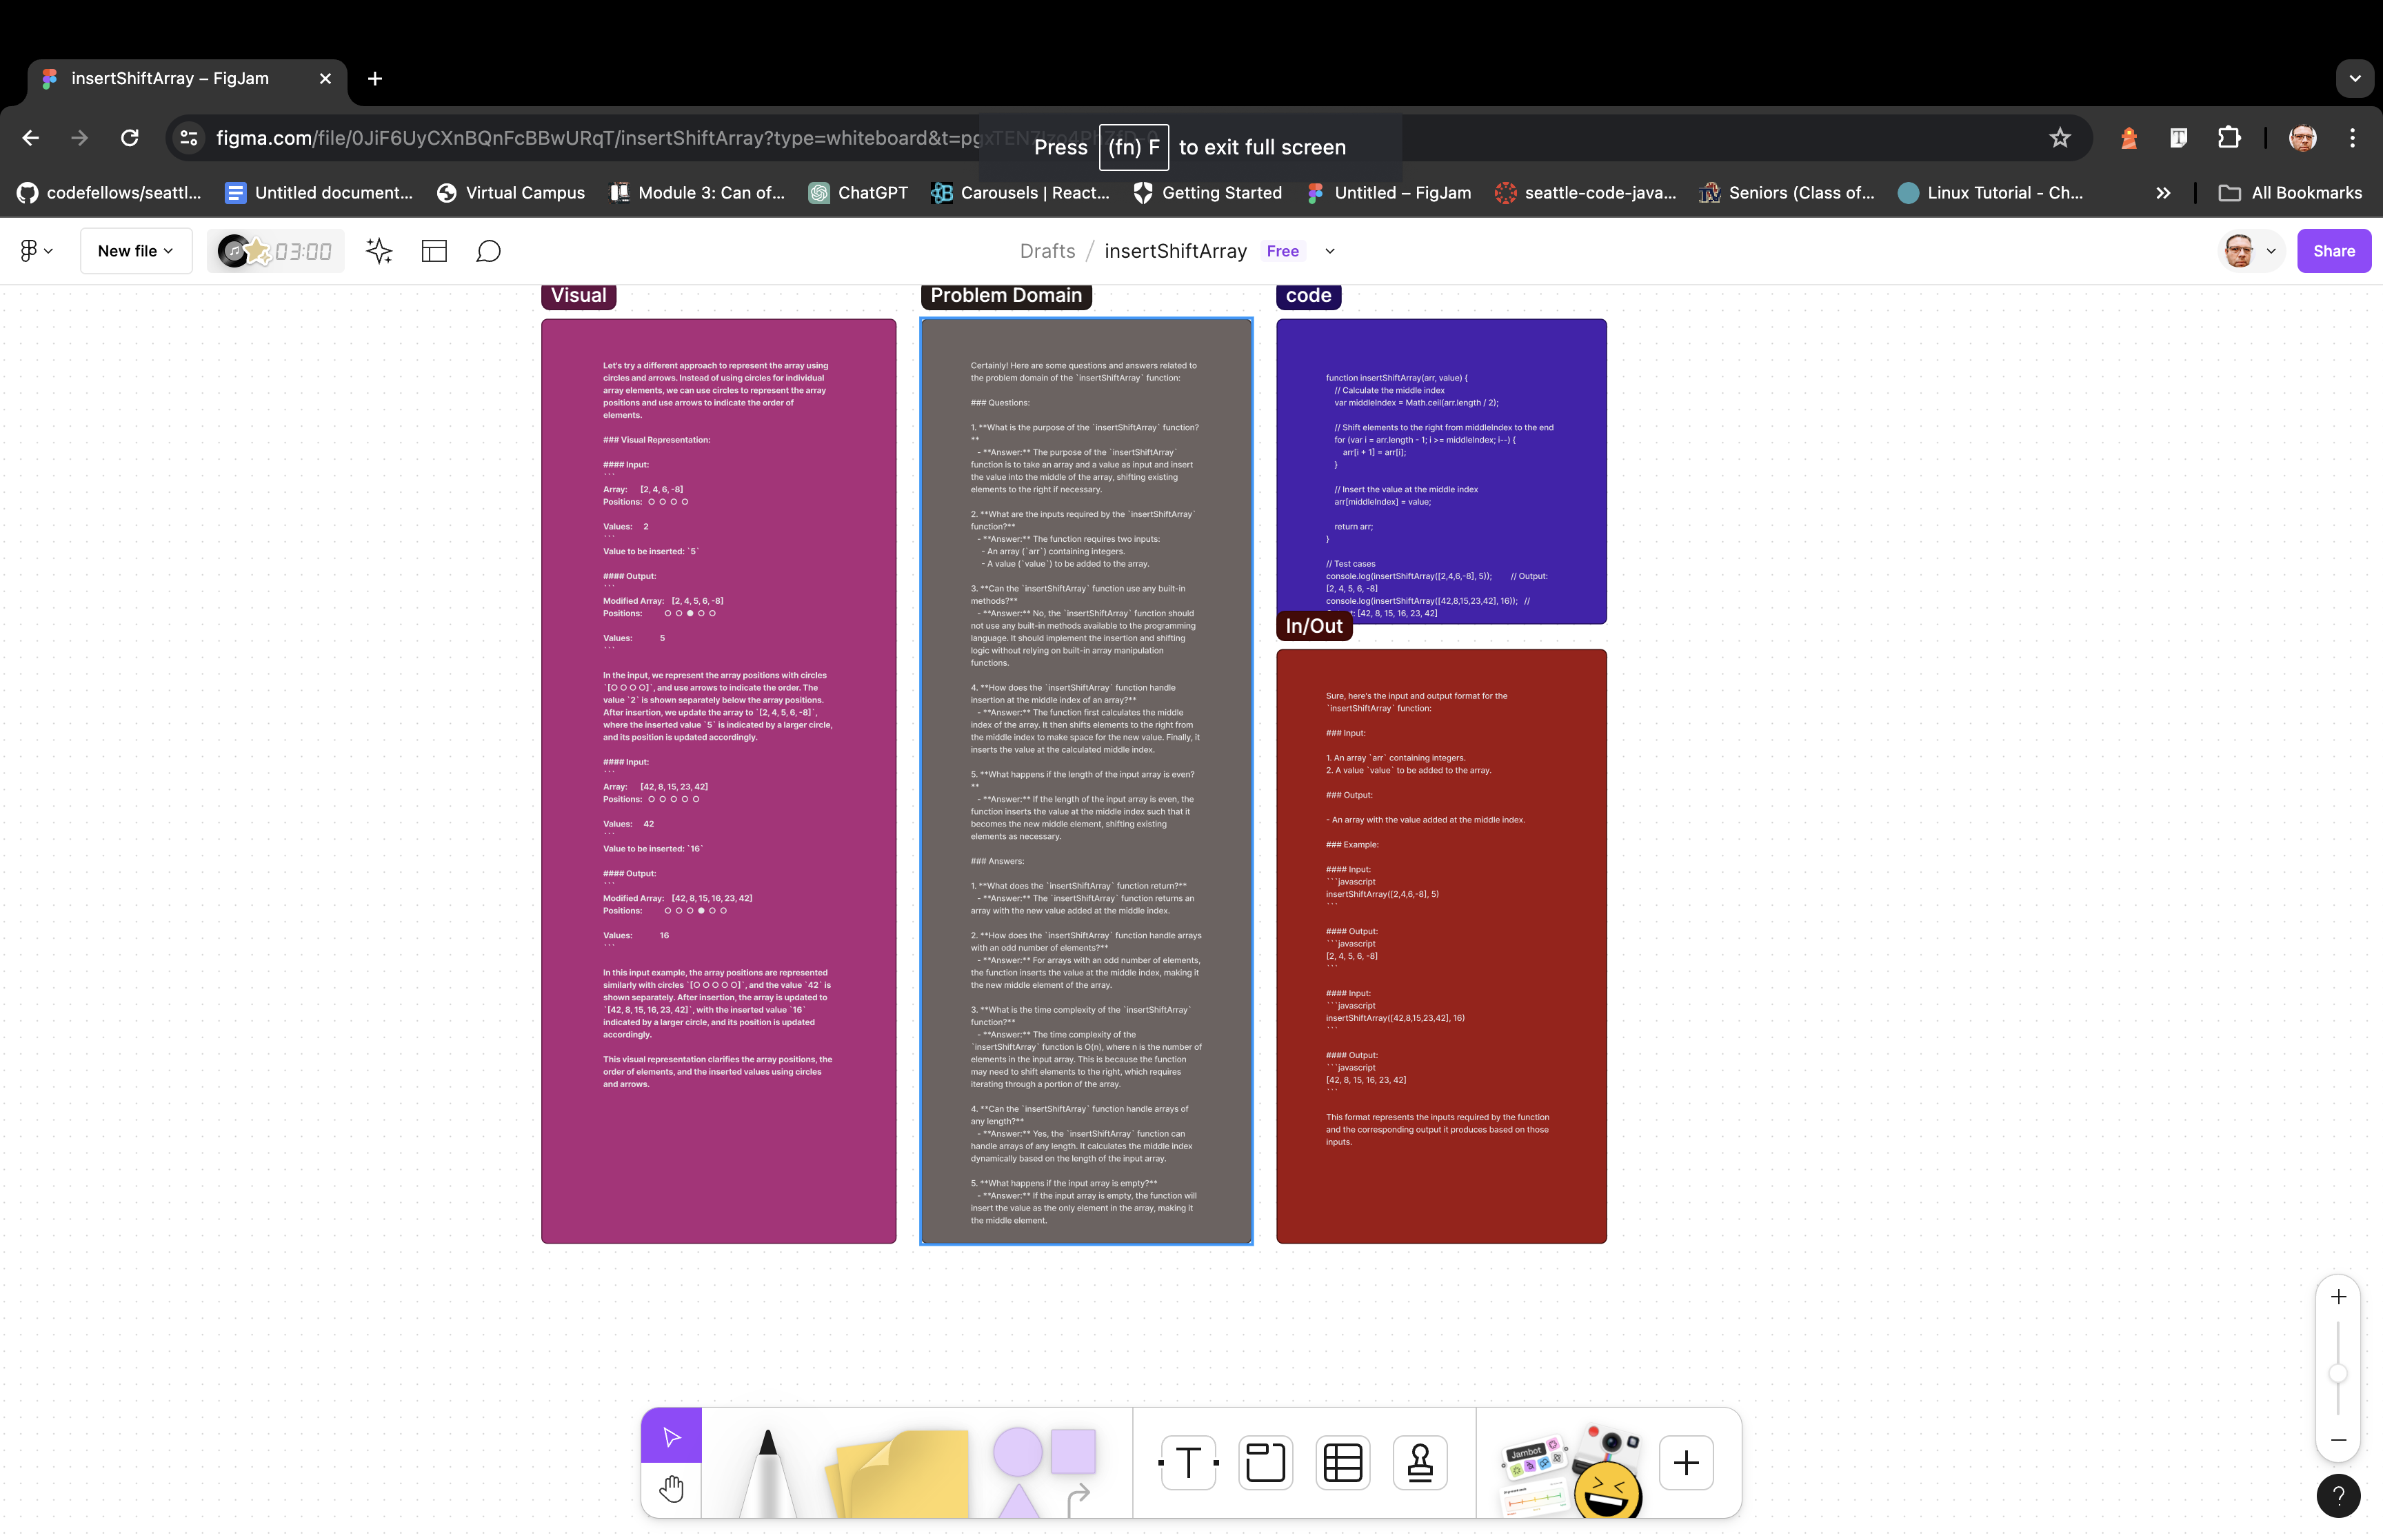 insertShiftArray – FigJam
figma.com/file/0JiF6UyCXnBQnFcBBwURqT/insertShiftArray?type=whiteboard&t=pg
Press (fn) F to exit full screen
codefellows/seattl...
Untitled document...
Virtual Campus
Module 3: Can of...
ChatGPT
Carousels | React...
Getting Started
Untitled – FigJam
seattle-code-java...
Seniors (Class of...
Linux Tutorial - Ch...
All Bookmarks
New file
03:00
Drafts / insertShiftArray Free
Share
Visual
Let's try a different approach to represent the array using
circles and arrows. Instead of using circles for individual
array elements, we can use circles to represent the array
positions and use arrows to indicate the order of
elements.
### Visual Representation:
#### Input:
```
Array: [2, 4, 6, -8]
Positions: ○ ○ ○ ○
Values: 2
```
Value to be inserted: `5`
#### Output:
```
Modified Array: [2, 4, 5, 6, -8]
Positions: ○ ○ ● ○ ○
Values: 5
```
In the input, we represent the array positions with circles
`[○ ○ ○ ○]`, and use arrows to indicate the order. The
value `2` is shown separately below the array positions.
After insertion, we update the array to `[2, 4, 5, 6, -8]`,
where the inserted value `5` is indicated by a larger circle,
and its position is updated accordingly.
#### Input:
```
Array: [42, 8, 15, 23, 42]
Positions: ○ ○ ○ ○ ○
Values: 42
```
Value to be inserted: `16`
#### Output:
```
Modified Array: [42, 8, 15, 16, 23, 42]
Positions: ○ ○ ○ ● ○ ○
Values: 16
```
In this input example, the array positions are represented
similarly with circles `[○ ○ ○ ○ ○]`, and the value `42` is
shown separately. After insertion, the array is updated to
`[42, 8, 15, 16, 23, 42]`, with the inserted value `16`
indicated by a larger circle, and its position is updated
accordingly.
This visual representation clarifies the array positions, the
order of elements, and the inserted values using circles
and arrows.
Problem Domain
Certainly! Here are some questions and answers related to
the problem domain of the `insertShiftArray` function:
### Questions:
1. **What is the purpose of the `insertShiftArray` function?
**
- **Answer:** The purpose of the `insertShiftArray`
function is to take an array and a value as input and insert
the value into the middle of the array, shifting existing
elements to the right if necessary.
2. **What are the inputs required by the `insertShiftArray`
function?**
- **Answer:** The function requires two inputs:
- An array (`arr`) containing integers.
- A value (`value`) to be added to the array.
3. **Can the `insertShiftArray` function use any built-in
methods?**
- **Answer:** No, the `insertShiftArray` function should
not use any built-in methods available to the programming
language. It should implement the insertion and shifting
logic without relying on built-in array manipulation
functions.
4. **How does the `insertShiftArray` function handle
insertion at the middle index of an array?**
- **Answer:** The function first calculates the middle
index of the array. It then shifts elements to the right from
the middle index to make space for the new value. Finally, it
inserts the value at the calculated middle index.
5. **What happens if the length of the input array is even?
**
- **Answer:** If the length of the input array is even, the
function inserts the value at the middle index such that it
becomes the new middle element, shifting existing
elements as necessary.
### Answers:
1. **What does the `insertShiftArray` function return?**
- **Answer:** The `insertShiftArray` function returns an
array with the new value added at the middle index.
2. **How does the `insertShiftArray` function handle arrays
with an odd number of elements?**
- **Answer:** For arrays with an odd number of elements,
the function inserts the value at the middle index, making it
the new middle element of the array.
3. **What is the time complexity of the `insertShiftArray`
function?**
- **Answer:** The time complexity of the
`insertShiftArray` function is O(n), where n is the number of
elements in the input array. This is because the function
may need to shift elements to the right, which requires
iterating through a portion of the array.
4. **Can the `insertShiftArray` function handle arrays of
any length?**
- **Answer:** Yes, the `insertShiftArray` function can
handle arrays of any length. It calculates the middle index
dynamically based on the length of the input array.
5. **What happens if the input array is empty?**
- **Answer:** If the input array is empty, the function will
insert the value as the only element in the array, making it
the middle element.
code
function insertShiftArray(arr, value) {
// Calculate the middle index
var middleIndex = Math.ceil(arr.length / 2);
// Shift elements to the right from middleIndex to the end
for (var i = arr.length - 1; i >= middleIndex; i--) {
arr[i + 1] = arr[i];
}
// Insert the value at the middle index
arr[middleIndex] = value;
return arr;
}
// Test cases
console.log(insertShiftArray([2,4,6,-8], 5)); // Output:
[2, 4, 5, 6, -8]
console.log(insertShiftArray([42,8,15,23,42], 16)); //
[42, 8, 15, 16, 23, 42]
In/Out
Sure, here's the input and output format for the
`insertShiftArray` function:
### Input:
1. An array `arr` containing integers.
2. A value `value` to be added to the array.
### Output:
- An array with the value added at the middle index.
### Example:
#### Input:
```javascript
insertShiftArray([2,4,6,-8], 5)
```
#### Output:
```javascript
[2, 4, 5, 6, -8]
```
#### Input:
```javascript
insertShiftArray([42,8,15,23,42], 16)
```
#### Output:
```javascript
[42, 8, 15, 16, 23, 42]
```
This format represents the inputs required by the function
and the corresponding output it produces based on those
inputs.
T
Jambot
?